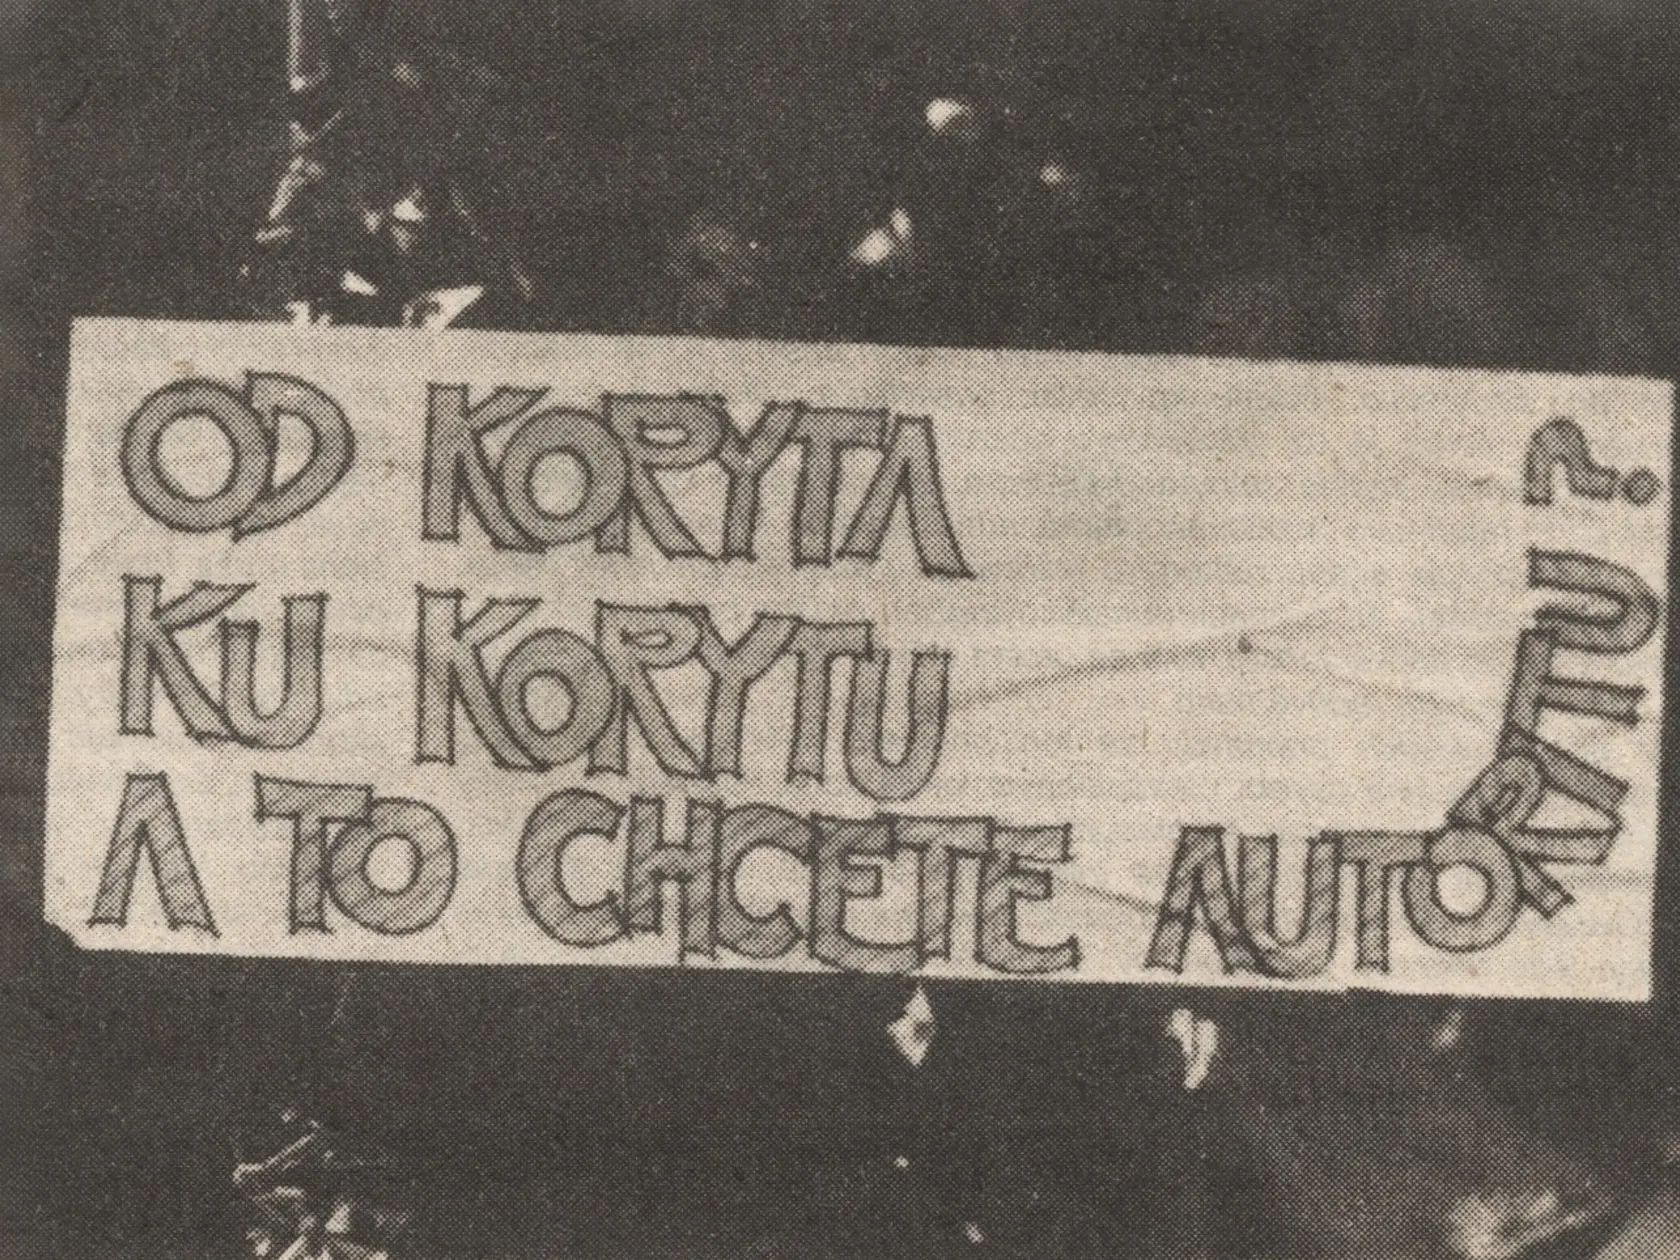 OD KORYTA
KU KORYTU
A TO CHCETE AUTORITU ?